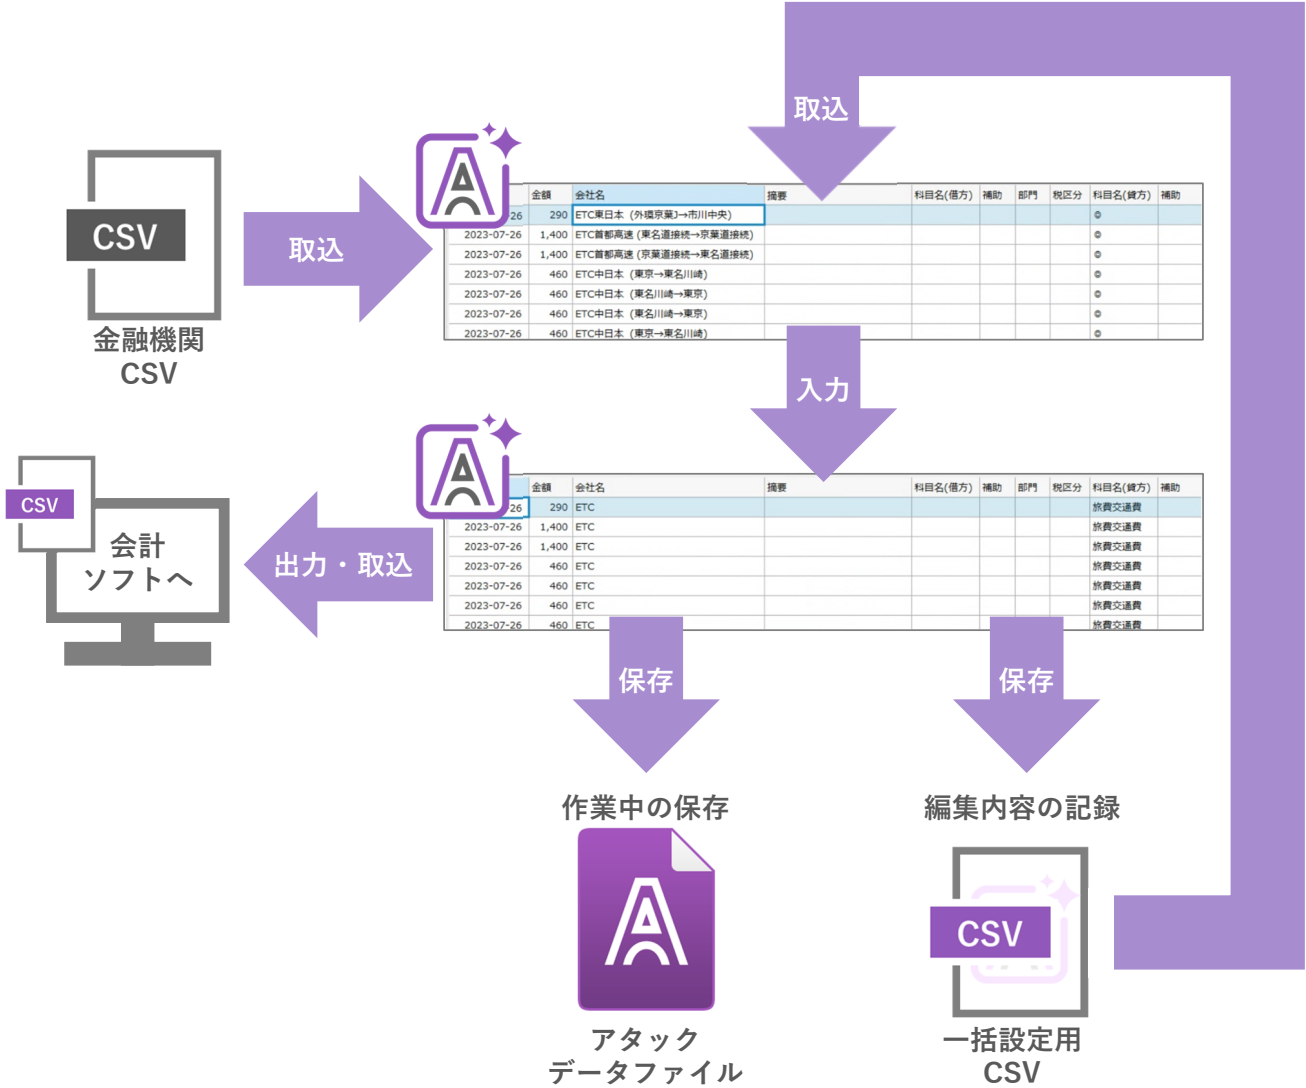 取込
CSV
金融機関
CSV
取込
金額 会社名 摘要 科目名(借方) 補助 部門 税区分 科目名(貸方) 補助
-26 290 ETC東日本 (外環京葉J→市川中央)
2023-07-26 1,400 ETC首都高速 (東名道接続→京葉道接続)
2023-07-26 1,400 ETC首都高速 (京葉道接続→東名道接続)
2023-07-26 460 ETC中日本 (東京→東名川崎)
2023-07-26 460 ETC中日本 (東名川崎→東京)
2023-07-26 460 ETC中日本 (東名川崎→東京)
2023-07-26 460 ETC中日本 (東京→東名川崎)
入力
金額 会社名 摘要 科目名(借方) 補助 部門 税区分 科目名(貸方) 補助
-26 290 ETC 旅費交通費
2023-07-26 1,400 ETC 旅費交通費
2023-07-26 1,400 ETC 旅費交通費
2023-07-26 460 ETC 旅費交通費
2023-07-26 460 ETC 旅費交通費
2023-07-26 460 ETC 旅費交通費
2023-07-26 460 ETC 旅費交通費
出力・取込
CSV
会計
ソフトへ
保存
保存
作業中の保存
編集内容の記録
CSV
アタック
データファイル
一括設定用
CSV